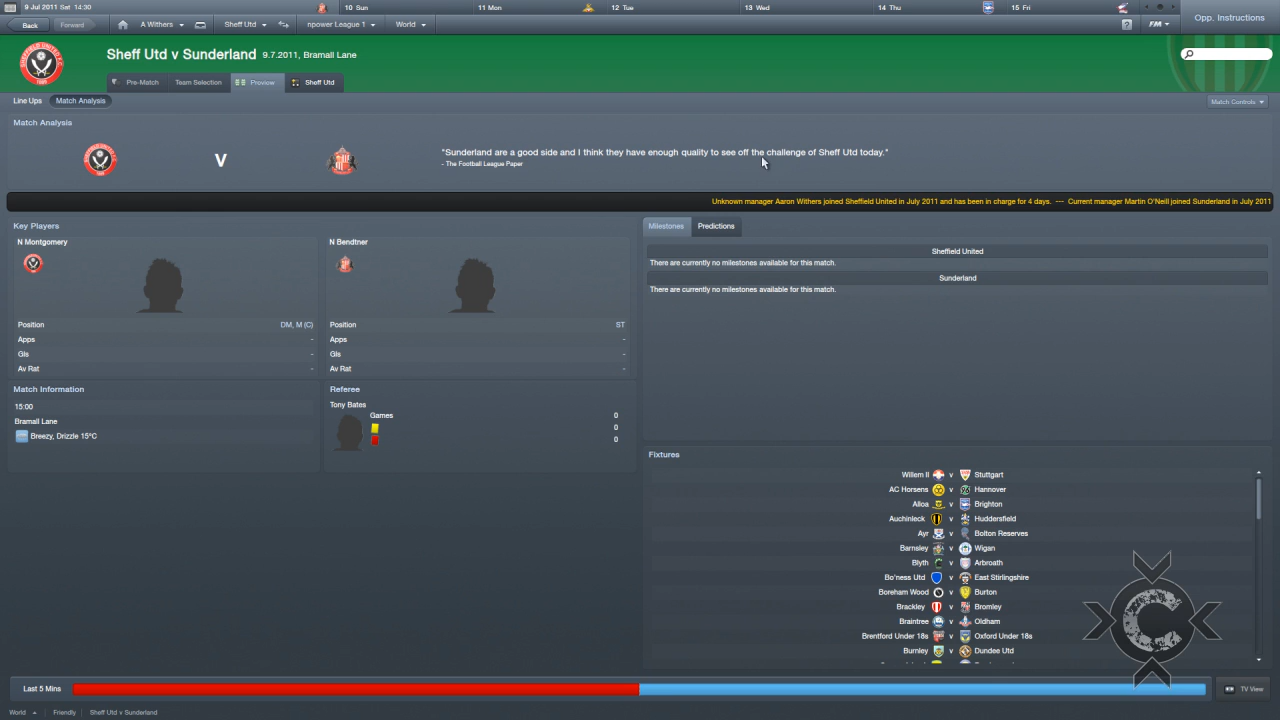 9 Jul 2011 Sat 14:30
10 Sun
11 Mon
12 Tue
13 Wed
14 Thu
15 Fri
Back
Forward
A Withers
Sheff Utd
npower League 1
World
?
FM
Opp. Instructions
Sheff Utd v Sunderland 9.7.2011, Bramall Lane
Pre-Match
Team Selection
Preview
Sheff Utd
Line Ups
Match Analysis
Match Controls
Match Analysis
V
"Sunderland are a good side and I think they have enough quality to see off the challenge of Sheff Utd today."
- The Football League Paper
Unknown manager Aaron Withers joined Sheffield United in July 2011 and has been in charge for 4 days. --- Current manager Martin O'Neill joined Sunderland in July 2011
Key Players
N Montgomery
Position DM, M (C)
Apps -
Gls -
Av Rat -
N Bendtner
Position ST
Apps -
Gls -
Av Rat -
Match Information
15:00
Bramall Lane
Breezy, Drizzle 15°C
Referee
Tony Bates
Games 0
0
0
Milestones
Predictions
Sheffield United
There are currently no milestones available for this match.
Sunderland
There are currently no milestones available for this match.
Fixtures
Willem II v Stuttgart
AC Horsens v Hannover
Alloa v Brighton
Auchinleck v Huddersfield
Ayr v Bolton Reserves
Barnsley v Wigan
Blyth v Arbroath
Bo'ness Utd v East Stirlingshire
Boreham Wood v Burton
Brackley v Bromley
Braintree v Oldham
Brentford Under 18s v Oxford Under 18s
Burnley v Dundee Utd
C
Last 5 Mins
TV View
World
Friendly
Sheff Utd v Sunderland